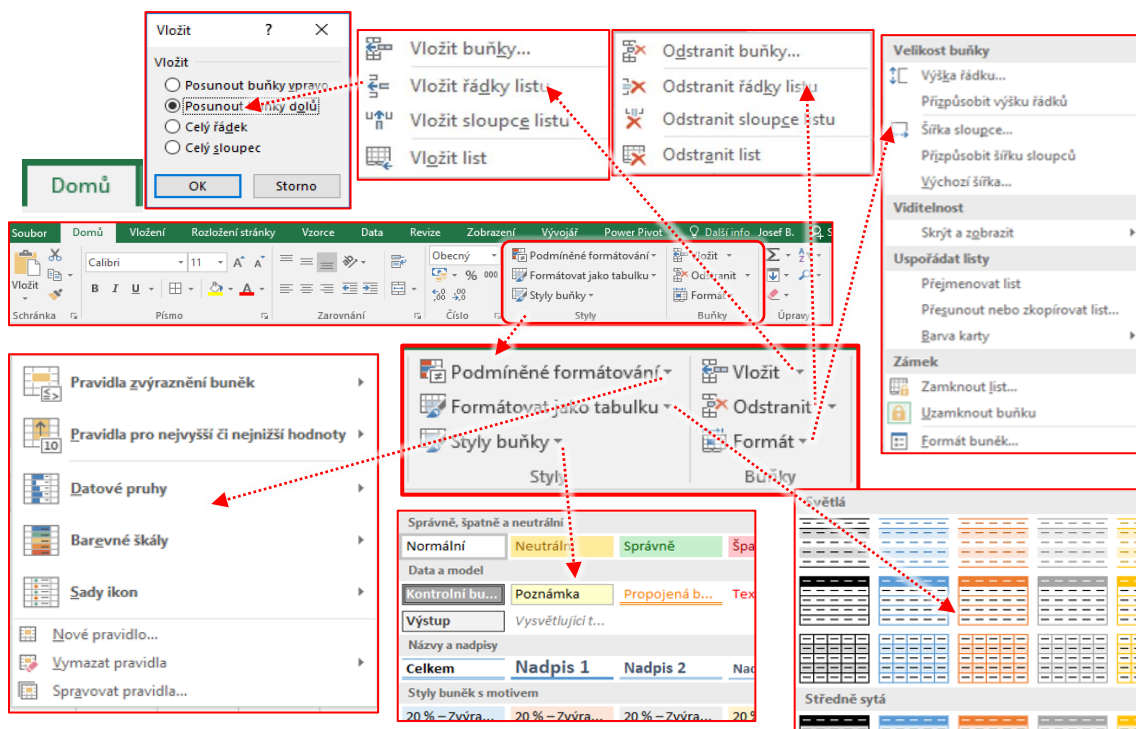 Vložit ?
Vložit
Posunout buňky vpravo
Posunout buňky dolů
Celý řádek
Celý sloupec
OK Storno
Vložit buňky...
Vložit řádky listu
Vložit sloupce listu
Vložit list
Odstranit buňky...
Odstranit řádky listu
Odstranit sloupce listu
Odstranit list
Velikost buňky
Výška řádku...
Přizpůsobit výšku řádků
Šířka sloupce...
Přizpůsobit šířku sloupců
Výchozí šířka...
Viditelnost
Skrýt a zobrazit
Uspořádat listy
Přejmenovat list
Přesunout nebo zkopírovat list...
Barva karty
Zámek
Zamknout list...
Uzamknout buňku
Formát buněk...
Domů
Soubor Domů Vložení Rozložení stránky Vzorce Data Revize Zobrazení Vývojář Power Pivot Další info Josef B. S
Vložit
Calibri 11 A A
B I U A
Obecný
% 000
Podmíněné formátování
Formátovat jako tabulku
Styly buňky
Vložit
Odstranit
Formát
Schránka Písmo Zarovnání Číslo Styly Buňky Úpravy
Pravidla zvýraznění buněk
Pravidla pro nejvyšší či nejnižší hodnoty
10
Datové pruhy
Barevné škály
Sady ikon
Nové pravidlo...
Vymazat pravidla
Spravovat pravidla...
Podmíněné formátování
Formátovat jako tabulku
Styly buňky
Styly
Vložit
Odstranit
Formát
Buňky
Správně, špatně a neutrální
Normální Neutrální Správně Špa
Data a model
Kontrolní bu... Poznámka Propojená b... Tex
Výstup Vysvětlující t...
Názvy a nadpisy
Celkem Nadpis 1 Nadpis 2 Nad
Styly buněk s motivem
20 % – Zvýra... 20 % – Zvýra... 20 % – Zvýra... 20 %
Světlá
Středně sytá